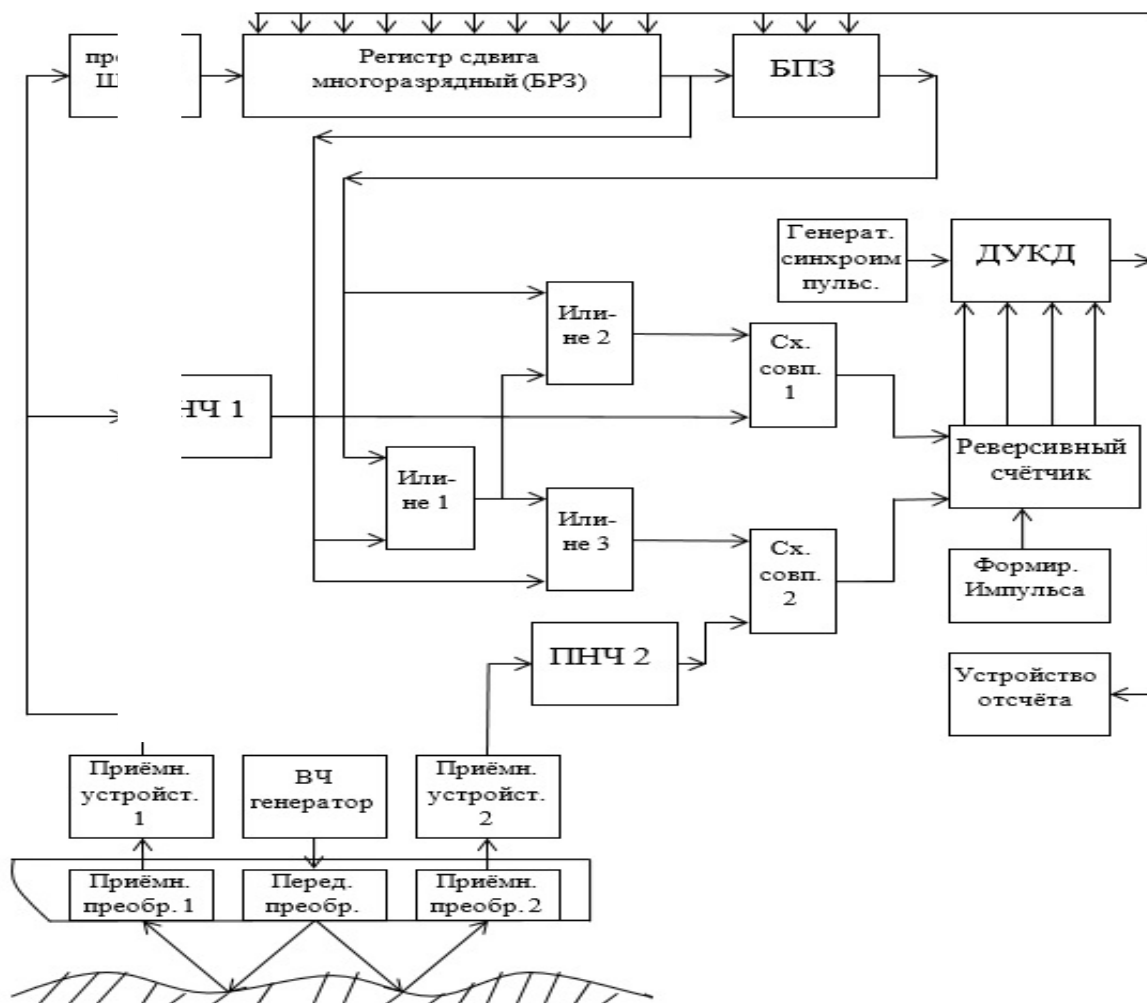 Регистр сдвига
многоразрядный (БРЗ)
БПЗ
Генерат.
синхроим
пульс.
ДУКД
Или-
не 2
Сх.
совп.
1
НЧ 1
Или-
не 1
Или-
не 3
Реверсивный
счётчик
Сх.
совп.
2
Формир.
Импульса
ПНЧ 2
Устройство
отсчёта
Приёмн.
устройст.
1
ВЧ
генератор
Приёмн.
устройст.
2
Приёмн.
преобр. 1
Перед.
преобр.
Приёмн.
преобр. 2